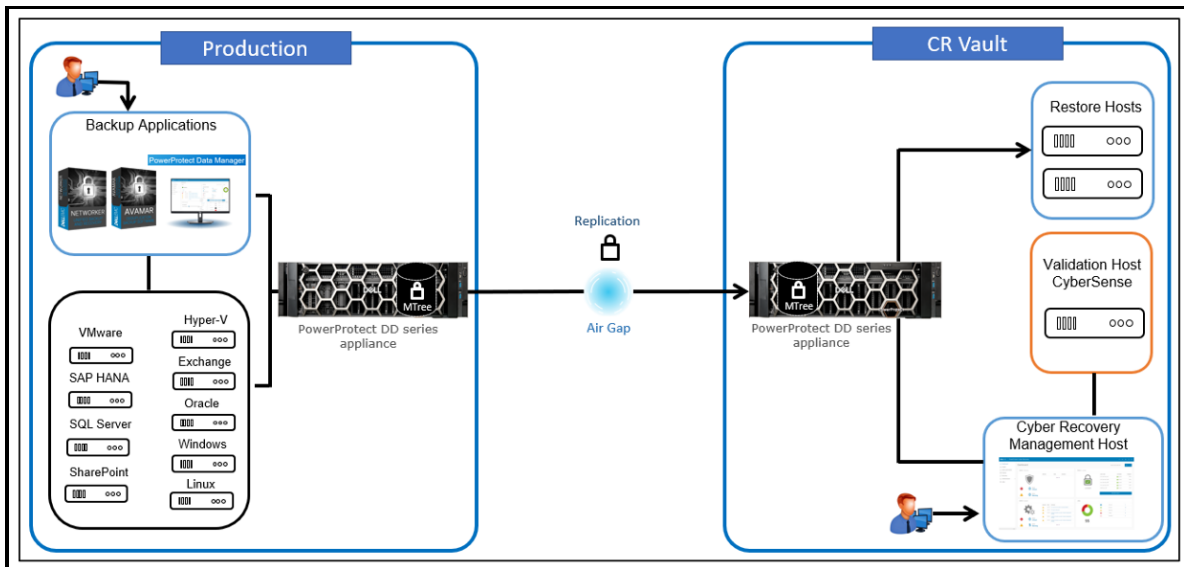 Production
Backup Applications
PowerProtect Data Manager
NETWORKER
AVAMAR
VMware
SAP HANA
SQL Server
SharePoint
Hyper-V
Exchange
Oracle
Windows
Linux
DELL
MTree
PowerProtect DD series
appliance
Replication
Air Gap
CR Vault
MTree
DELL
PowerProtect DD series
appliance
Restore Hosts
Validation Host
CyberSense
Cyber Recovery
Management Host